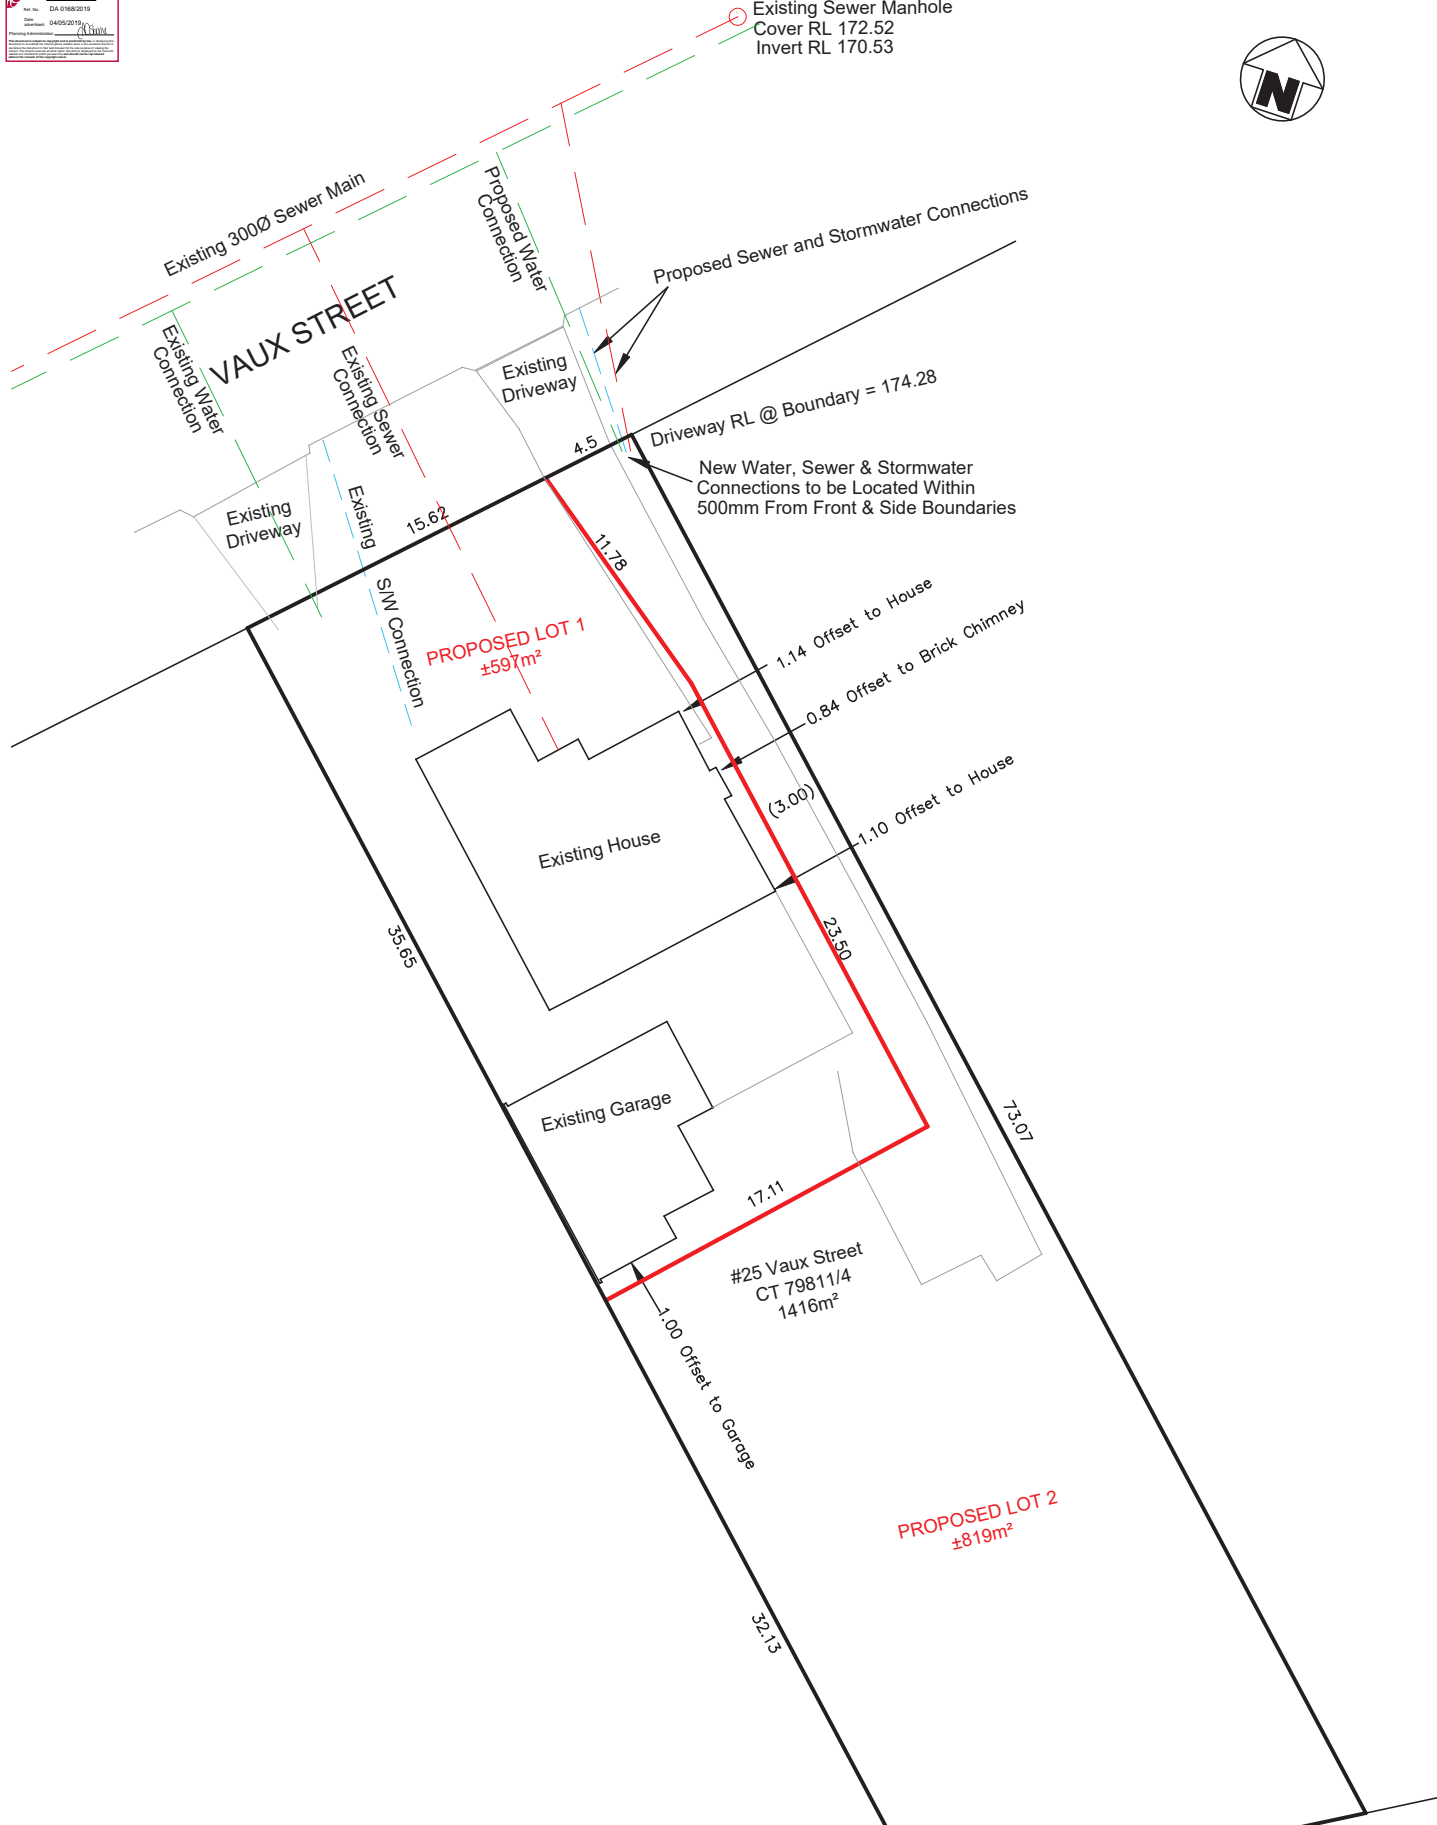 Ref. No: DA 0168/2019
Date advertised: 04/05/2019
Planning Administration
Existing Sewer Manhole
Cover RL 172.52
Invert RL 170.53
N
Existing 300Ø Sewer Main
VAUX STREET
Proposed Water
Connection
Proposed Sewer and Stormwater Connections
Existing Water
Connection
Existing Sewer
Connection
Existing
Driveway
Driveway RL @ Boundary = 174.28
4.5
New Water, Sewer & Stormwater
Connections to be Located Within
500mm From Front & Side Boundaries
Existing
Driveway
Existing
S/W Connection
15.62
11.78
PROPOSED LOT 1
±597m²
1.14 Offset to House
0.84 Offset to Brick Chimney
(3.00)
1.10 Offset to House
Existing House
35.65
23.50
Existing Garage
73.07
17.11
#25 Vaux Street
CT 79811/4
1416m²
1.00 Offset to Garage
PROPOSED LOT 2
±819m²
32.13